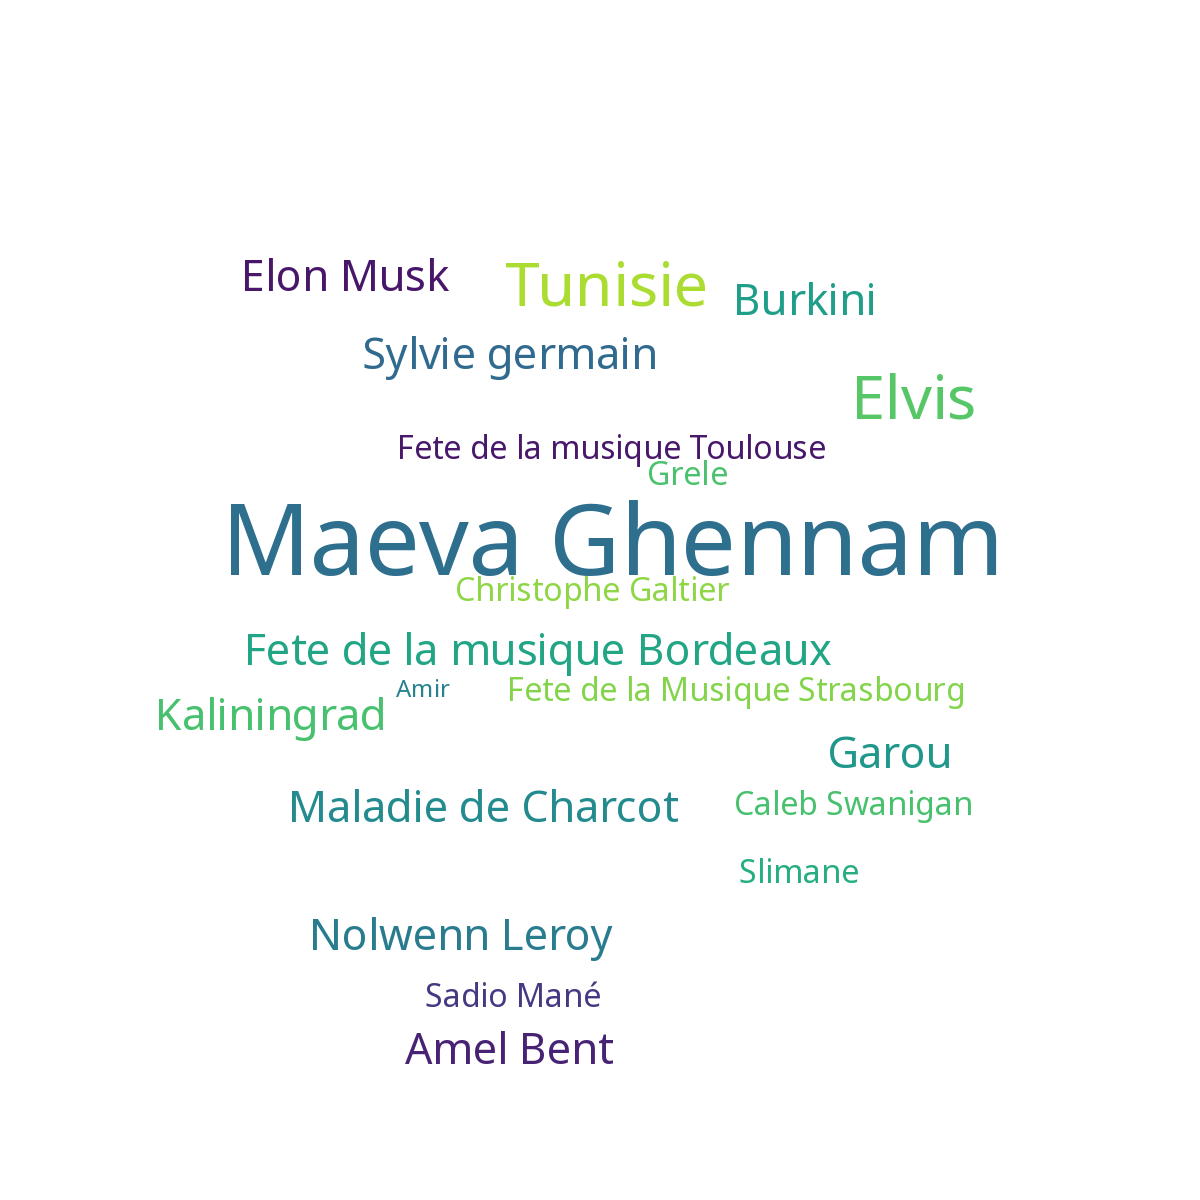 Elon Musk
Tunisie
Burkini
Sylvie germain
Elvis
Fete de la musique Toulouse
Grele
Maeva Ghennam
Christophe Galtier
Fete de la musique Bordeaux
Amir
Fete de la Musique Strasbourg
Kaliningrad
Garou
Maladie de Charcot
Caleb Swanigan
Slimane
Nolwenn Leroy
Sadio Mané
Amel Bent